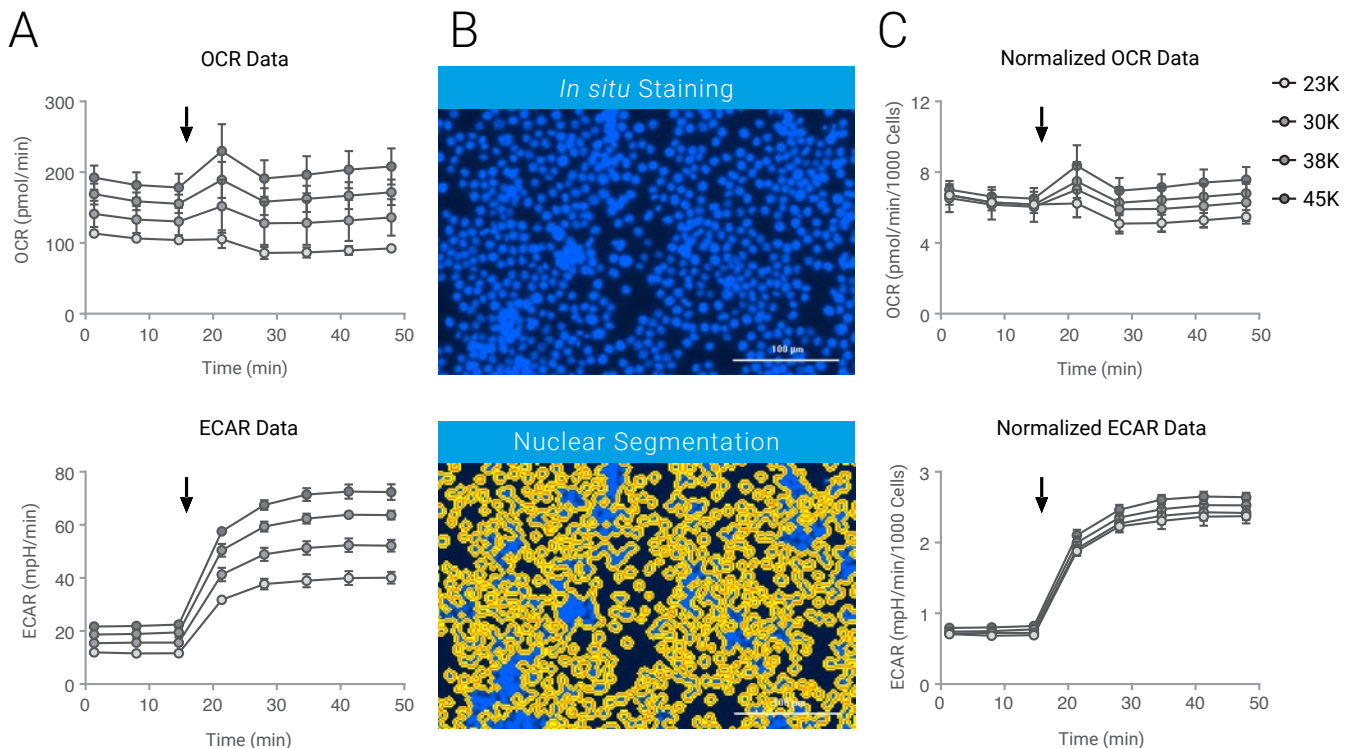 A
OCR Data
300
200
100
0
OCR (pmol/min)
0 10 20 30 40 50
Time (min)
ECAR Data
80
60
40
20
0
ECAR (mpH/min)
0 10 20 30 40 50
Time (min)
B
In situ Staining
100 µm
Nuclear Segmentation
100 µm
C
Normalized OCR Data
12
8
4
0
OCR (pmol/min/1000 Cells)
0 10 20 30 40 50
Time (min)
23K
30K
38K
45K
Normalized ECAR Data
3
2
1
0
ECAR (mpH/min/1000 Cells)
0 10 20 30 40 50
Time (min)